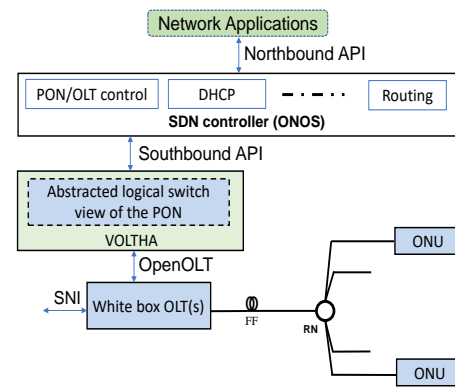 Network Applications
Northbound API
PON/OLT control
DHCP
Routing
SDN controller (ONOS)
Southbound API
Abstracted logical switch
view of the PON
VOLTHA
ONU
OpenOLT
SNI
White box OLT(s)
FF
RN
ONU